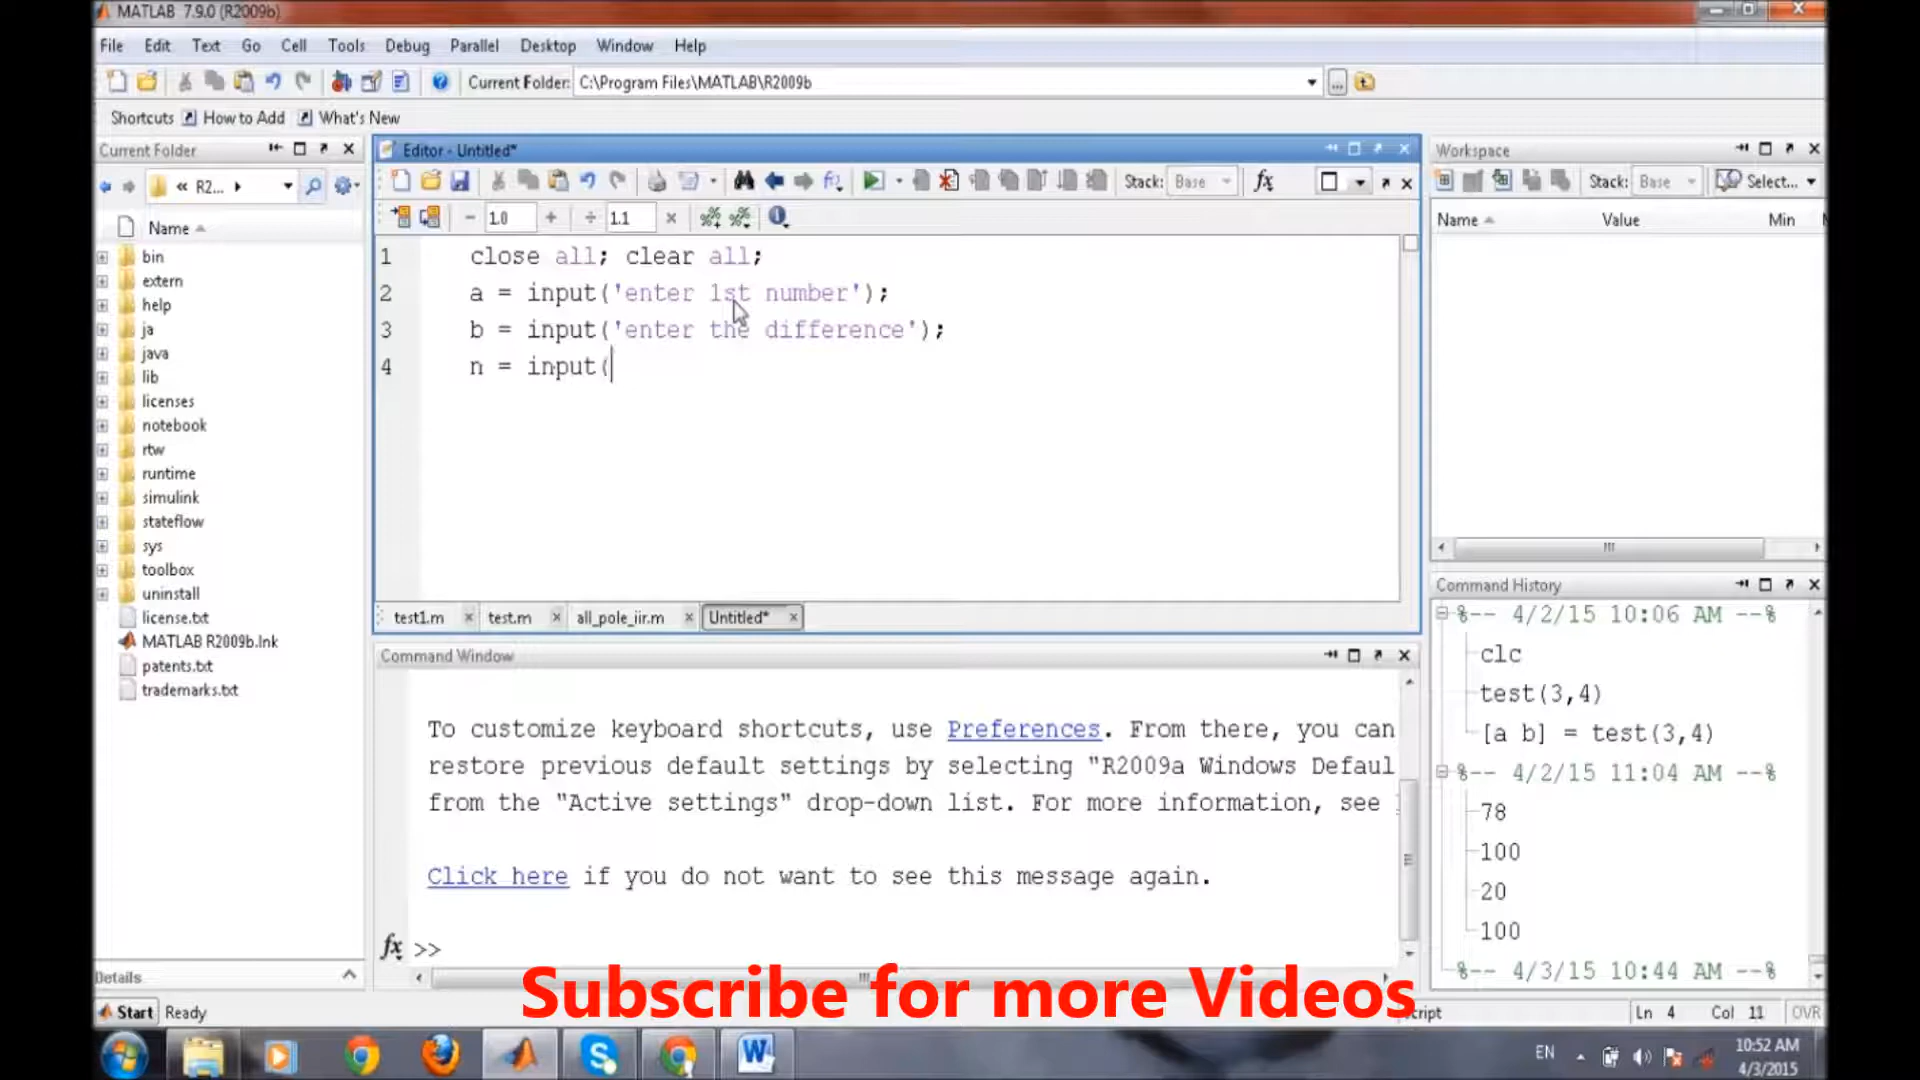 MATLAB 7.9.0 (R2009b)
File Edit Text Go Cell Tools Debug Parallel Desktop Window Help
Current Folder: C:\Program Files\MATLAB\R2009b
Shortcuts How to Add What's New
Current Folder
« R2...
Name
bin
extern
help
ja
java
lib
licenses
notebook
rtw
runtime
simulink
stateflow
sys
toolbox
uninstall
license.txt
MATLAB R2009b.lnk
patents.txt
trademarks.txt
Details
Editor - Untitled*
Stack: Base fx
1.0 1.1
1 close all; clear all;
2 a = input('enter 1st number');
3 b = input('enter the difference');
4 n = input(
test1.m test.m all_pole_iir.m Untitled*
Command Window
To customize keyboard shortcuts, use Preferences. From there, you can
restore previous default settings by selecting "R2009a Windows Defaul
from the "Active settings" drop-down list. For more information, see
Click here if you do not want to see this message again.
fx >>
Workspace
Stack: Base Select...
Name Value Min
Command History
%-- 4/2/15 10:06 AM --%
clc
test(3,4)
[a b] = test(3,4)
%-- 4/2/15 11:04 AM --%
78
100
20
100
%-- 4/3/15 10:44 AM --%
Subscribe for more Videos
Start Ready
cript Ln 4 Col 11 OVR
EN 10:52 AM
4/3/2015